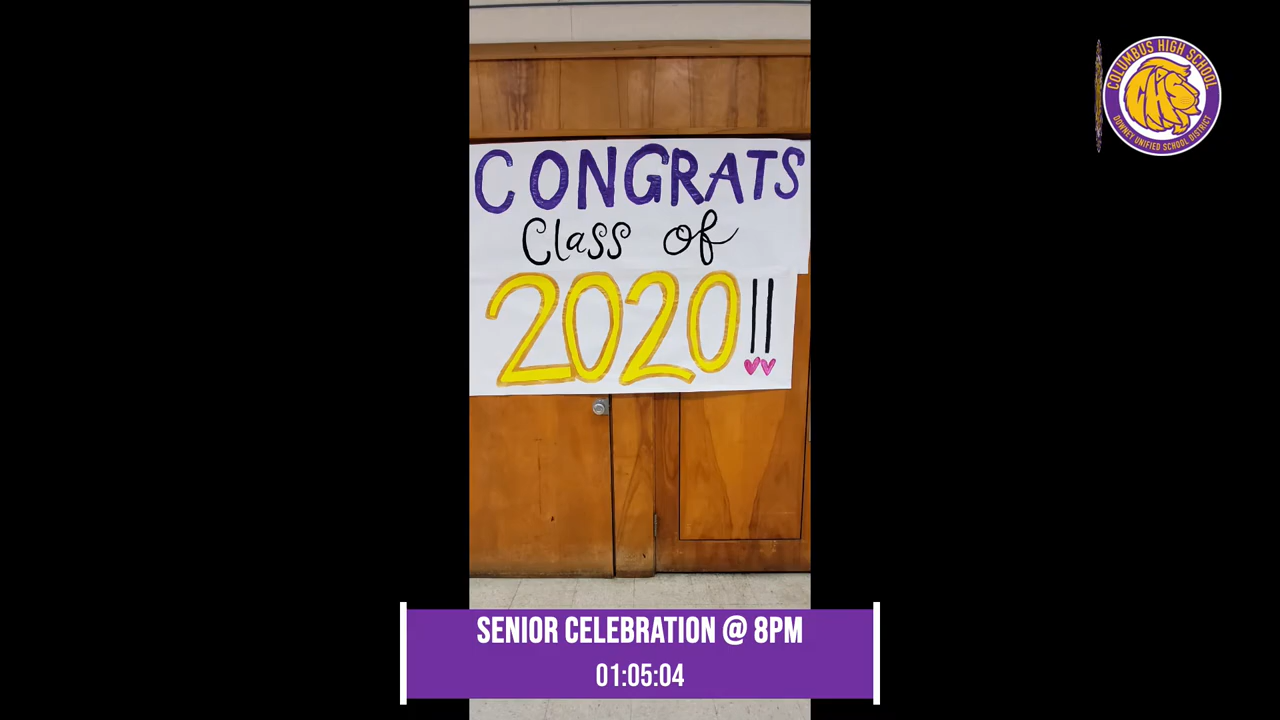 CONGRATS
Class of
2020!!
COLUMBUS HIGH SCHOOL
CHS
DOWNEY UNIFIED SCHOOL DISTRICT
SENIOR CELEBRATION @ 8PM
01:05:04